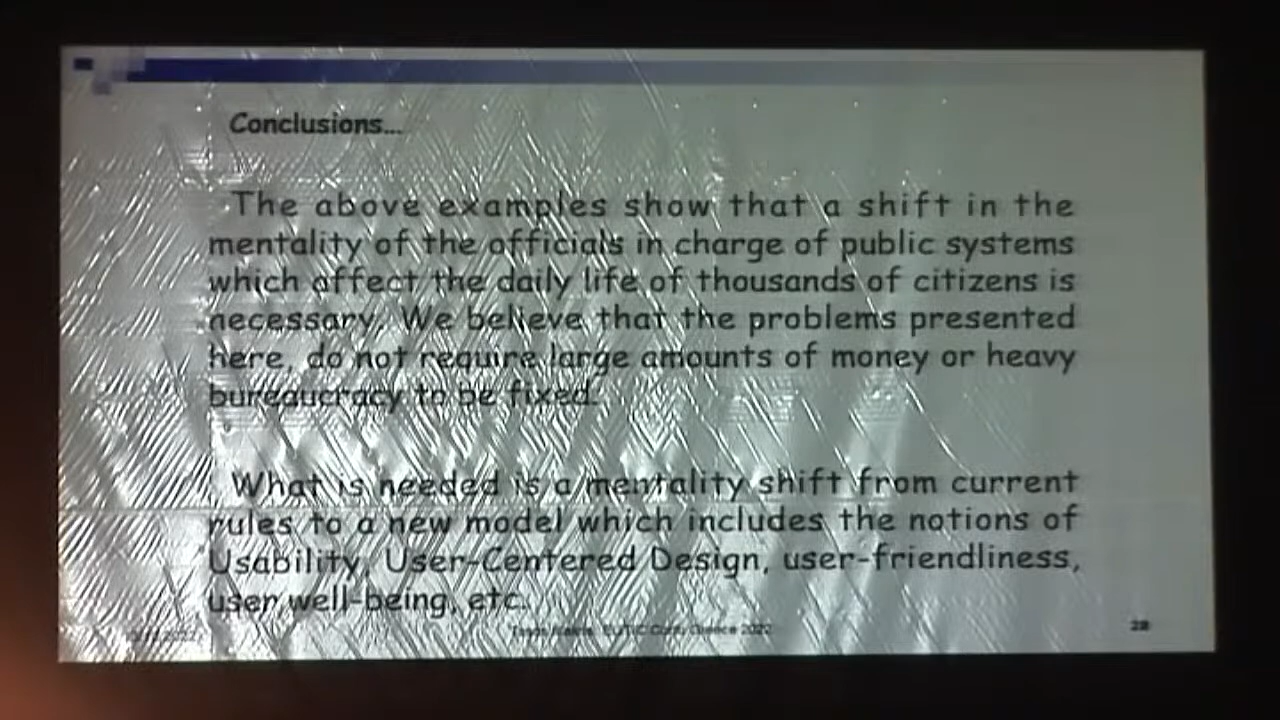 Conclusions...
The above examples show that a shift in the
mentality of the officials in charge of public systems
which affect the daily life of thousands of citizens is
necessary. We believe that the problems presented
here, do not require large amounts of money or heavy
bureaucracy to be fixed.
What is needed is a mentality shift from current
rules to a new model which includes the notions of
Usability, User-Centered Design, user-friendliness,
user well-being, etc.
Greece 2022
28